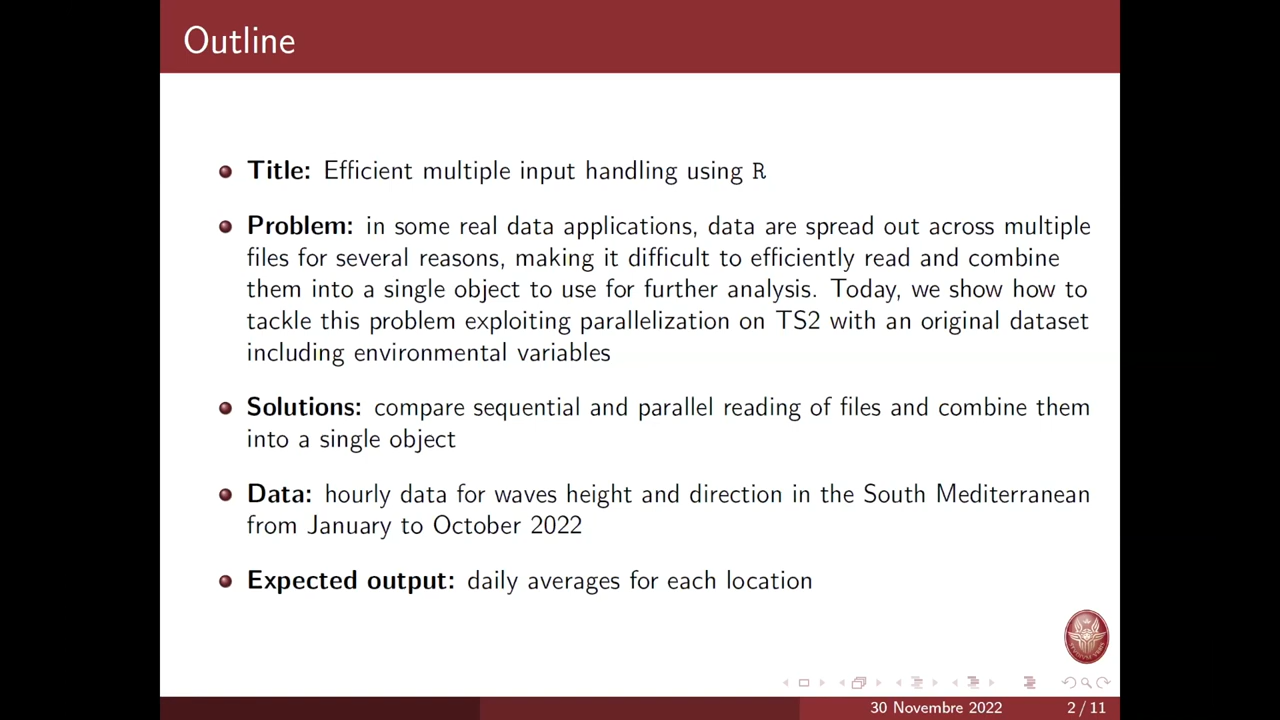 Outline
Title: Efficient multiple input handling using R
Problem: in some real data applications, data are spread out across multiple
files for several reasons, making it difficult to efficiently read and combine
them into a single object to use for further analysis. Today, we show how to
tackle this problem exploiting parallelization on TS2 with an original dataset
including environmental variables
Solutions: compare sequential and parallel reading of files and combine them
into a single object
Data: hourly data for waves height and direction in the South Mediterranean
from January to October 2022
Expected output: daily averages for each location
30 Novembre 2022
2 / 11